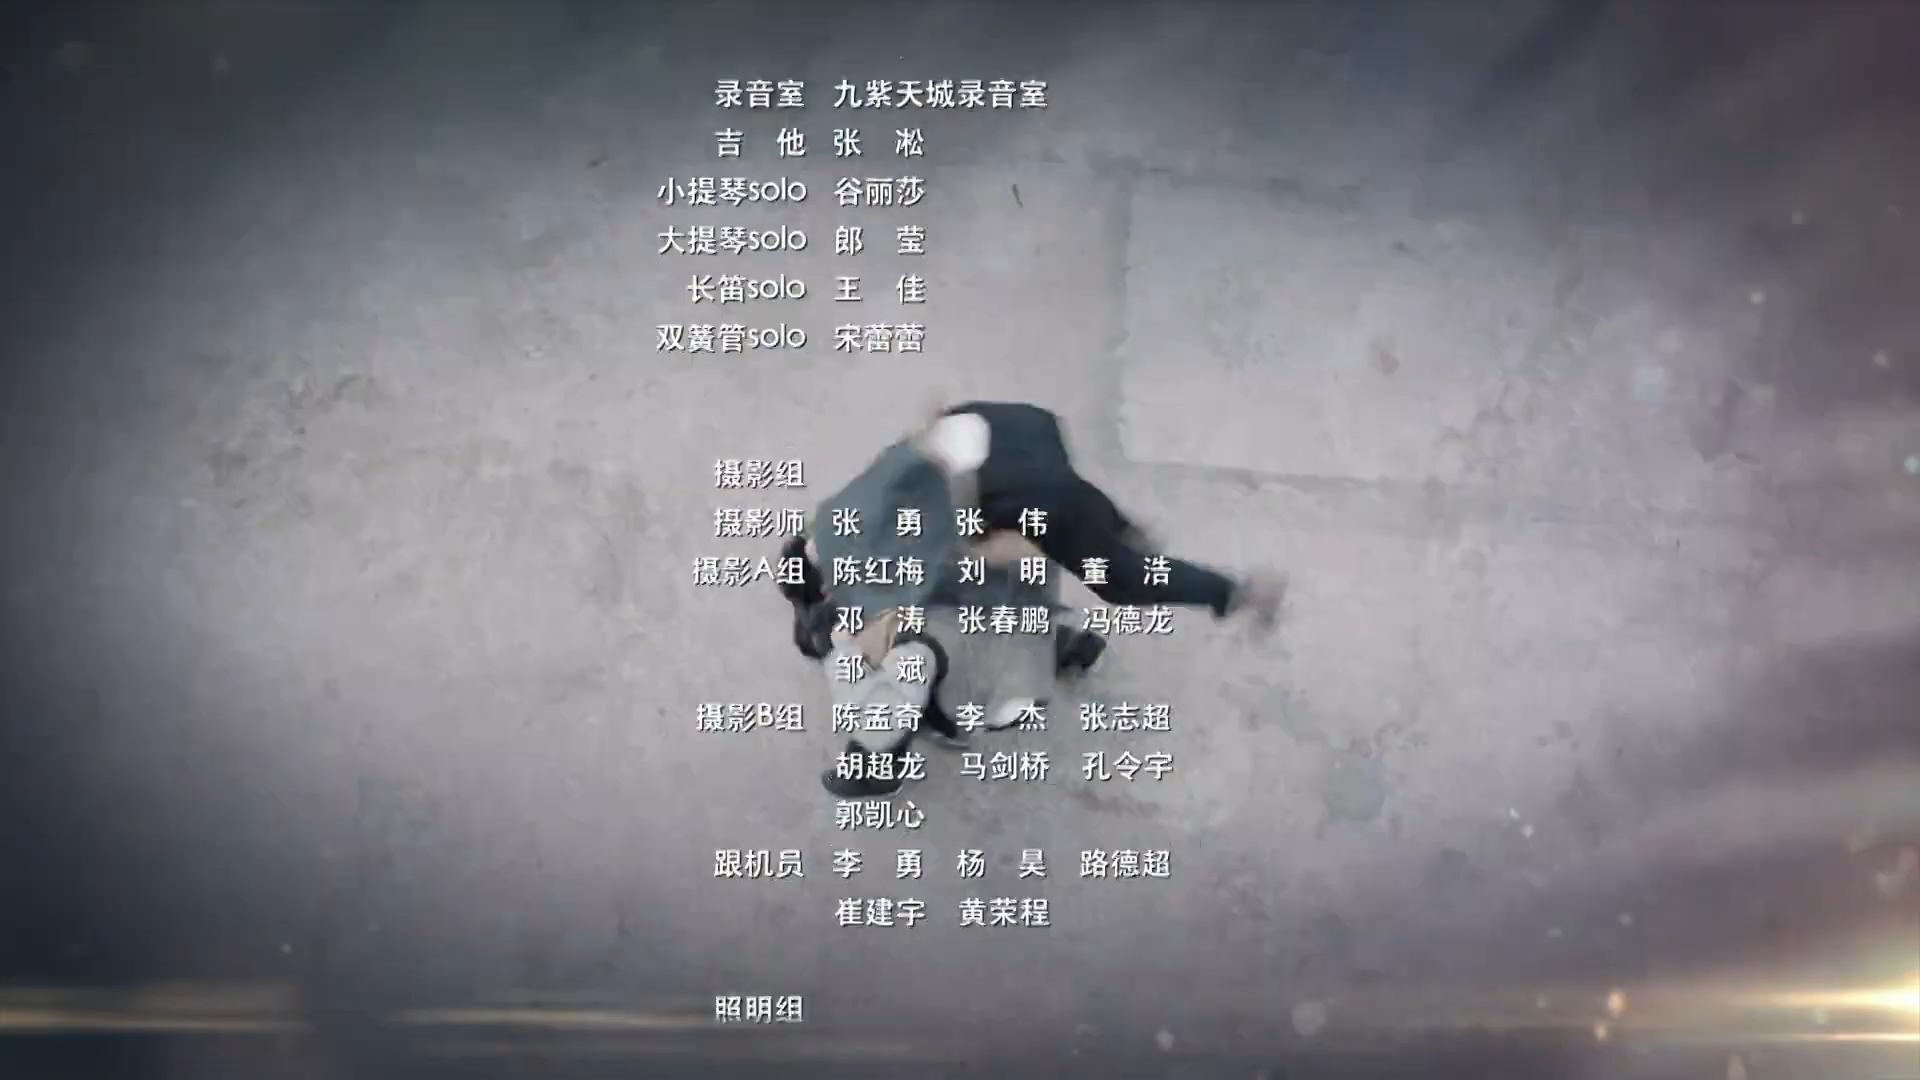 录音室 九紫天城录音室
吉 他 张 凇
小提琴solo 谷丽莎
大提琴solo 郎 莹
长笛solo 王 佳
双簧管solo 宋蕾蕾
摄影组
摄影师 张 勇 张 伟
摄影A组 陈红梅 刘 明 董 浩
邓 涛 张春鹏 冯德龙
邹 斌
摄影B组 陈孟奇 李 杰 张志超
胡超龙 马剑桥 孔令宇
郭凯心
跟机员 李 勇 杨 昊 路德超
崔建宇 黄荣程
照明组